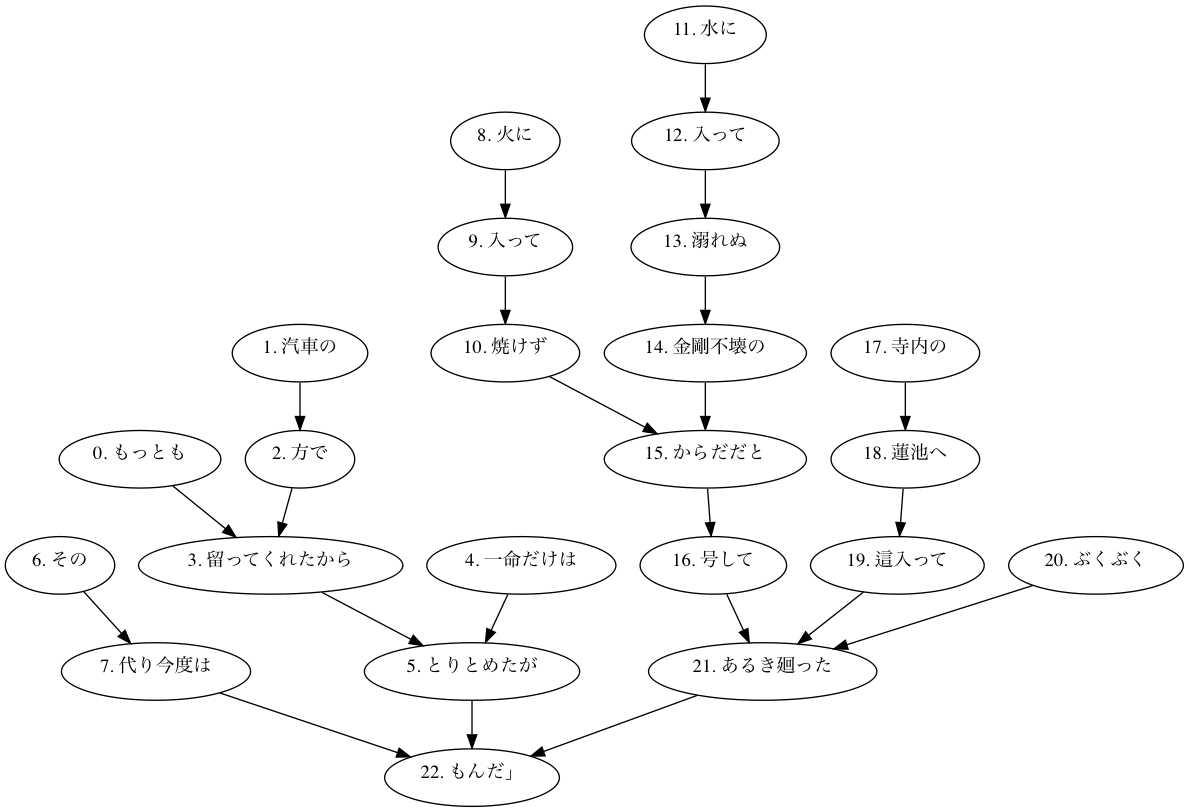 11. 水に
8. 火に
12. 入って
9. 入って
13. 溺れぬ
1. 汽車の
10. 焼けず
14. 金剛不壊の
17. 寺内の
0. もっとも
2. 方で
15. からだだと
18. 蓮池へ
6. その
3. 留ってくれたから
4. 一命だけは
16. 号して
19. 這入って
20. ぶくぶく
7. 代り今度は
5. とりとめたが
21. あるき廻った
22. もんだ」